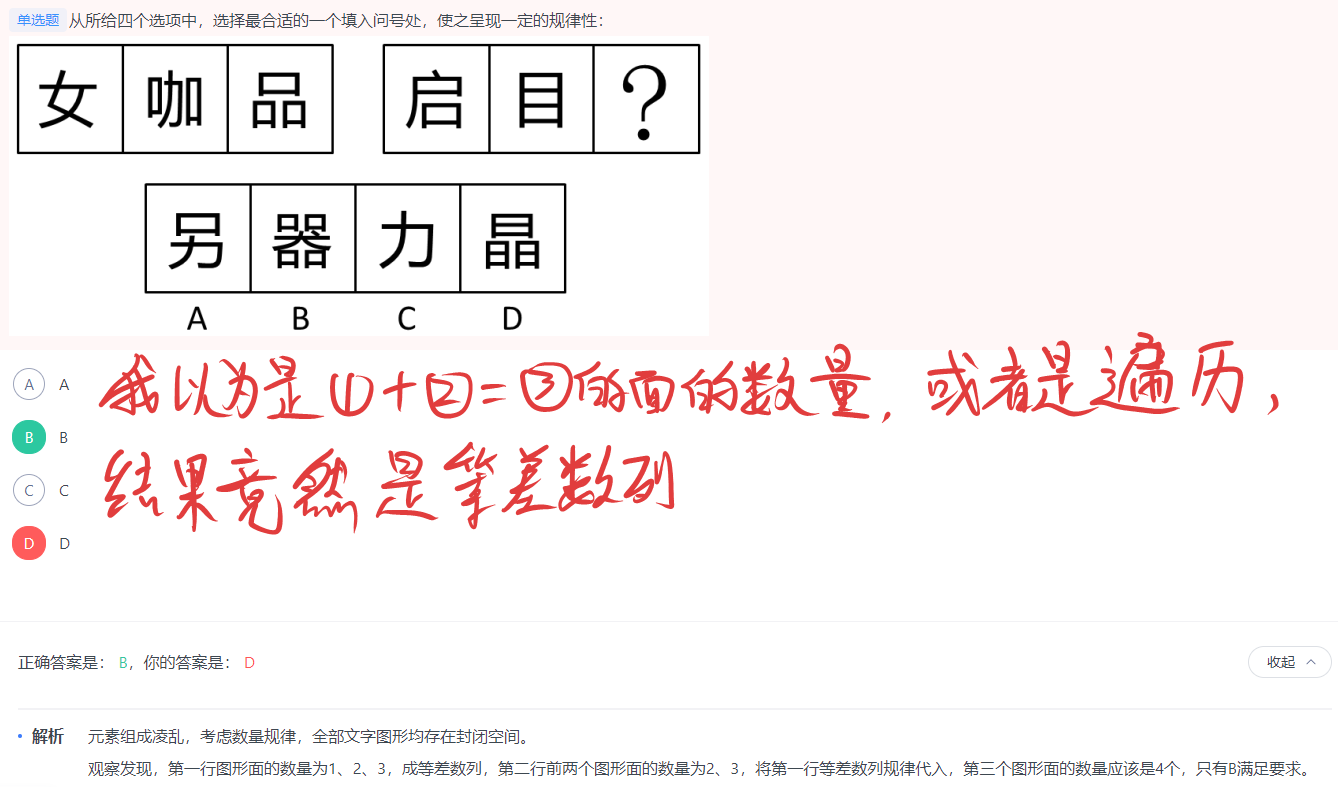 单选题 从所给四个选项中，选择最合适的一个填入问号处，使之呈现一定的规律性：
女 咖 品 启 目 ？
另 器 力 晶
A B C D
A A
我以为是①+②=③的面的数量，或者是遍历，
B B
结果竟然是等差数列
C C
D D
正确答案是： B，你的答案是： D
收起
• 解析 元素组成凌乱，考虑数量规律，全部文字图形均存在封闭空间。
观察发现，第一行图形面的数量为1、2、3，成等差数列，第二行前两个图形面的数量为2、3，将第一行等差数列规律代入，第三个图形面的数量应该是4个，只有B满足要求。